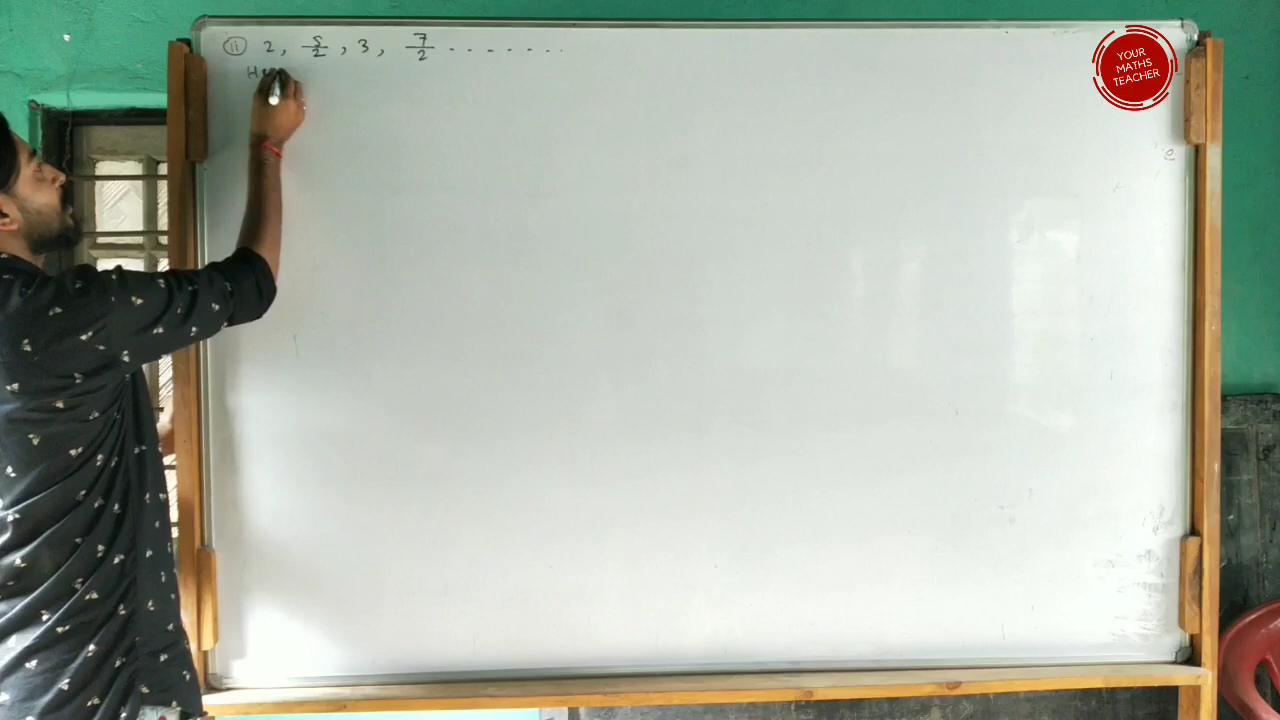 (ii) 2, 5/2, 3, 7/2 .......
YOUR
MATHS
TEACHER
e